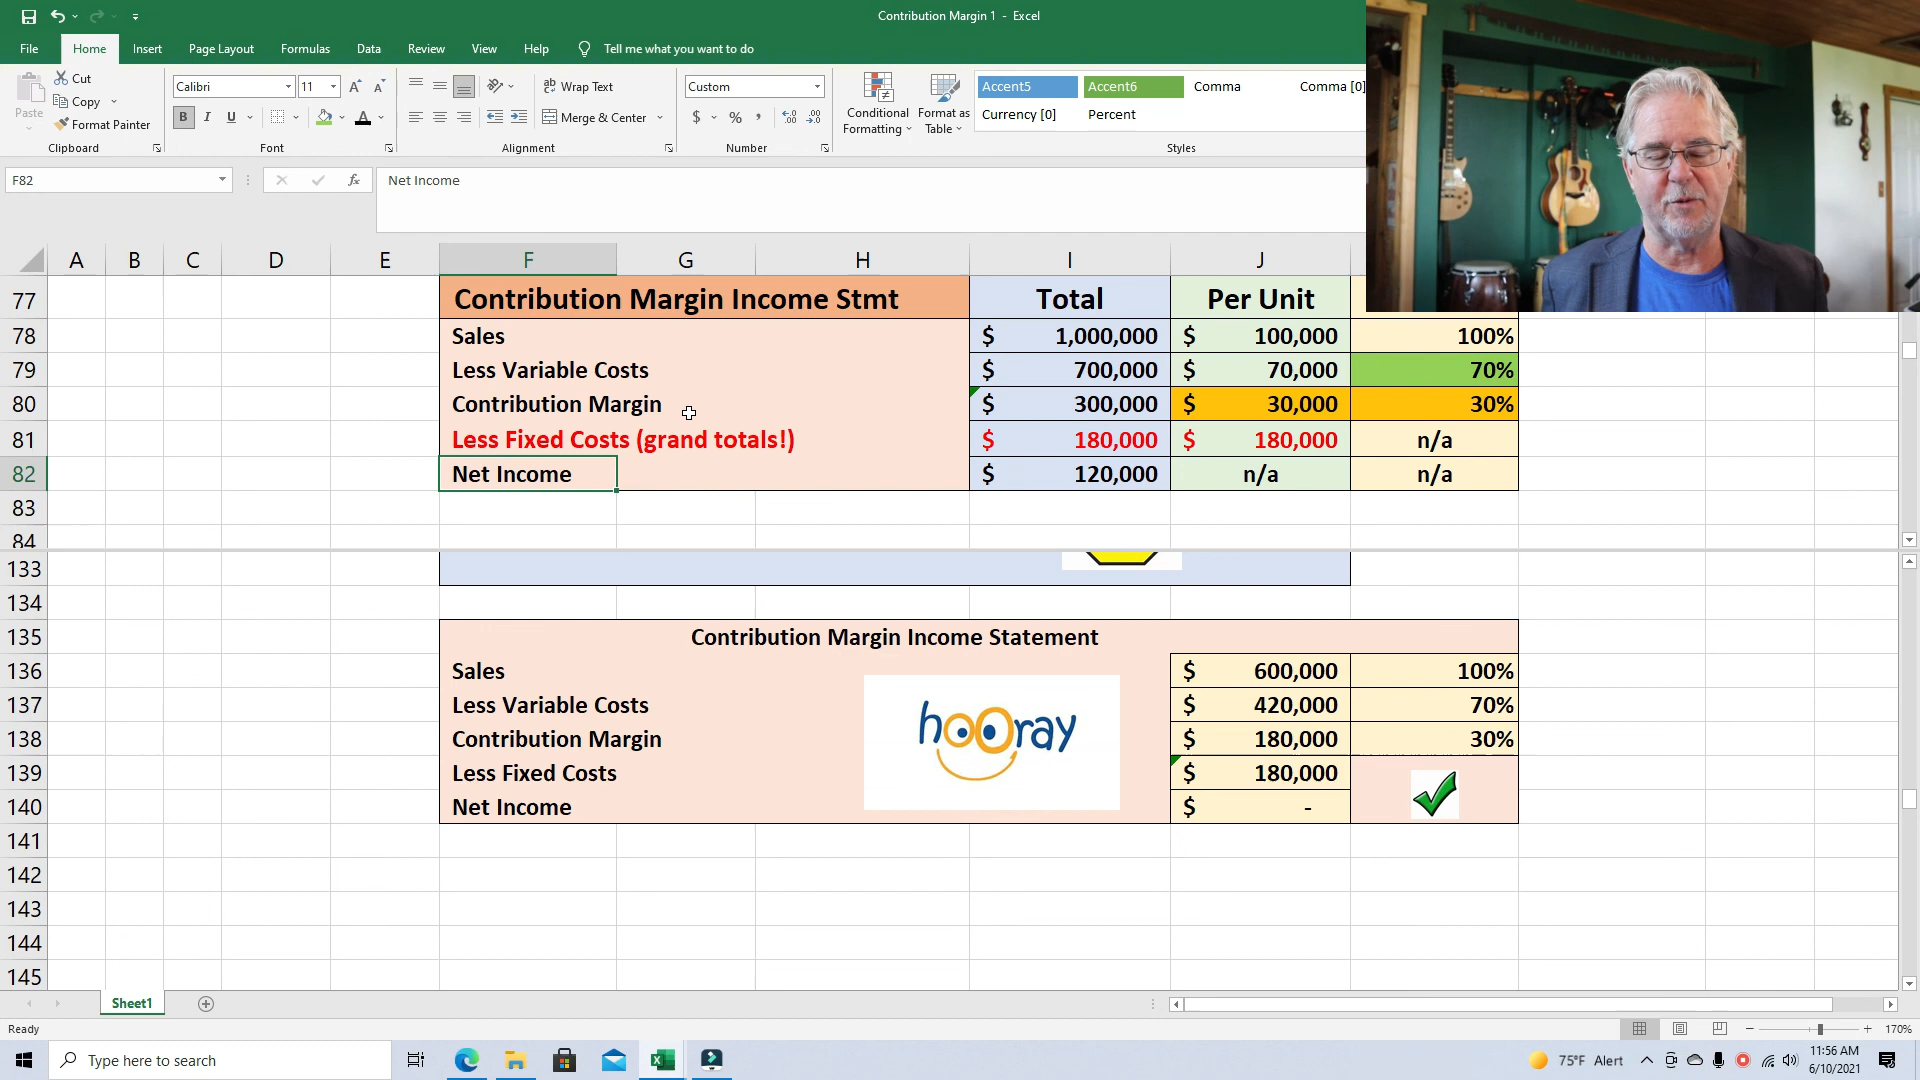 Contribution Margin 1 - Excel
File Home Insert Page Layout Formulas Data Review View Help Tell me what you want to do
Paste
Cut
Copy
Format Painter
Clipboard
Calibri 11
B I U
Font
Wrap Text
Merge & Center
Alignment
Custom
$ % ,
Number
Conditional Formatting
Format as Table
Accent5 Accent6 Comma Comma [0]
Currency [0] Percent
Styles
F82 fx Net Income
A B C D E F G H I J
77 Contribution Margin Income Stmt Total Per Unit
78 Sales $ 1,000,000 $ 100,000 100%
79 Less Variable Costs $ 700,000 $ 70,000 70%
80 Contribution Margin $ 300,000 $ 30,000 30%
81 Less Fixed Costs (grand totals!) $ 180,000 $ 180,000 n/a
82 Net Income $ 120,000 n/a n/a
83
84
133
134
135 Contribution Margin Income Statement
136 Sales $ 600,000 100%
137 Less Variable Costs $ 420,000 70%
138 Contribution Margin $ 180,000 30%
139 Less Fixed Costs $ 180,000
140 Net Income $ -
hooray
141
142
143
144
145
Sheet1
Ready 170%
Type here to search 75°F Alert 11:56 AM
6/10/2021